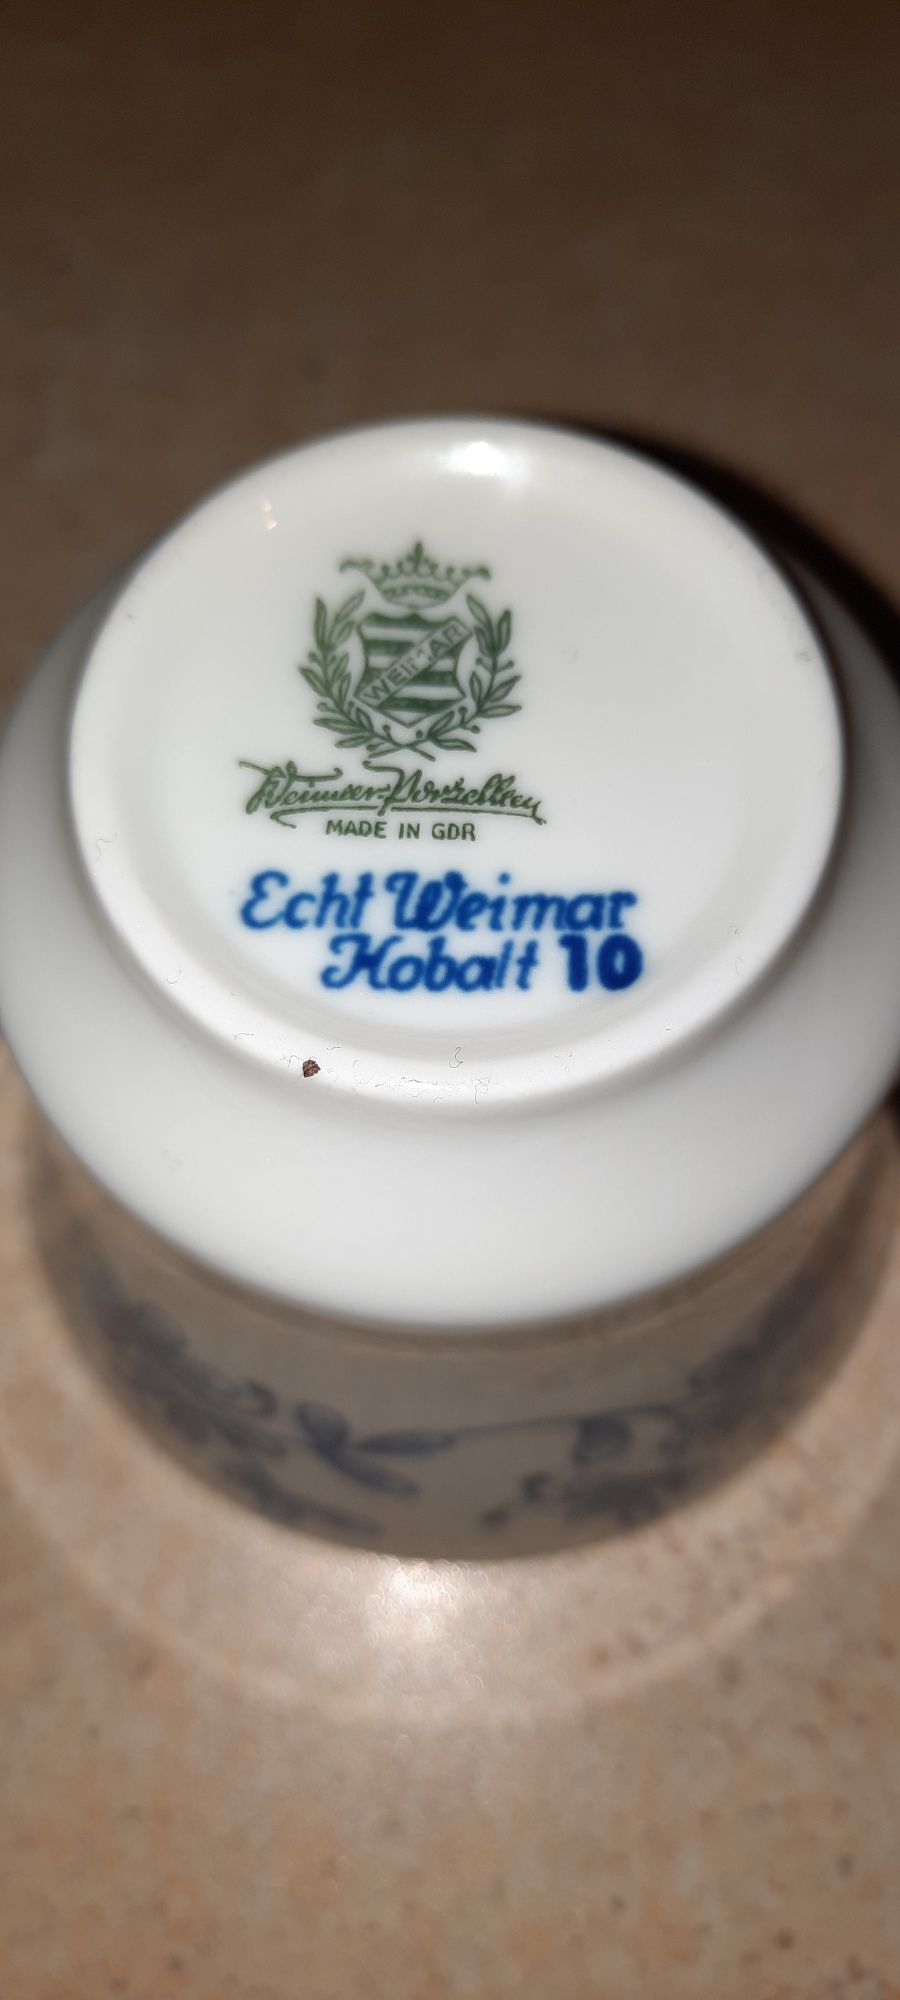 WEIMAR
Weimar-Porzellan
MADE IN GDR
Echt Weimar
Kobalt 10